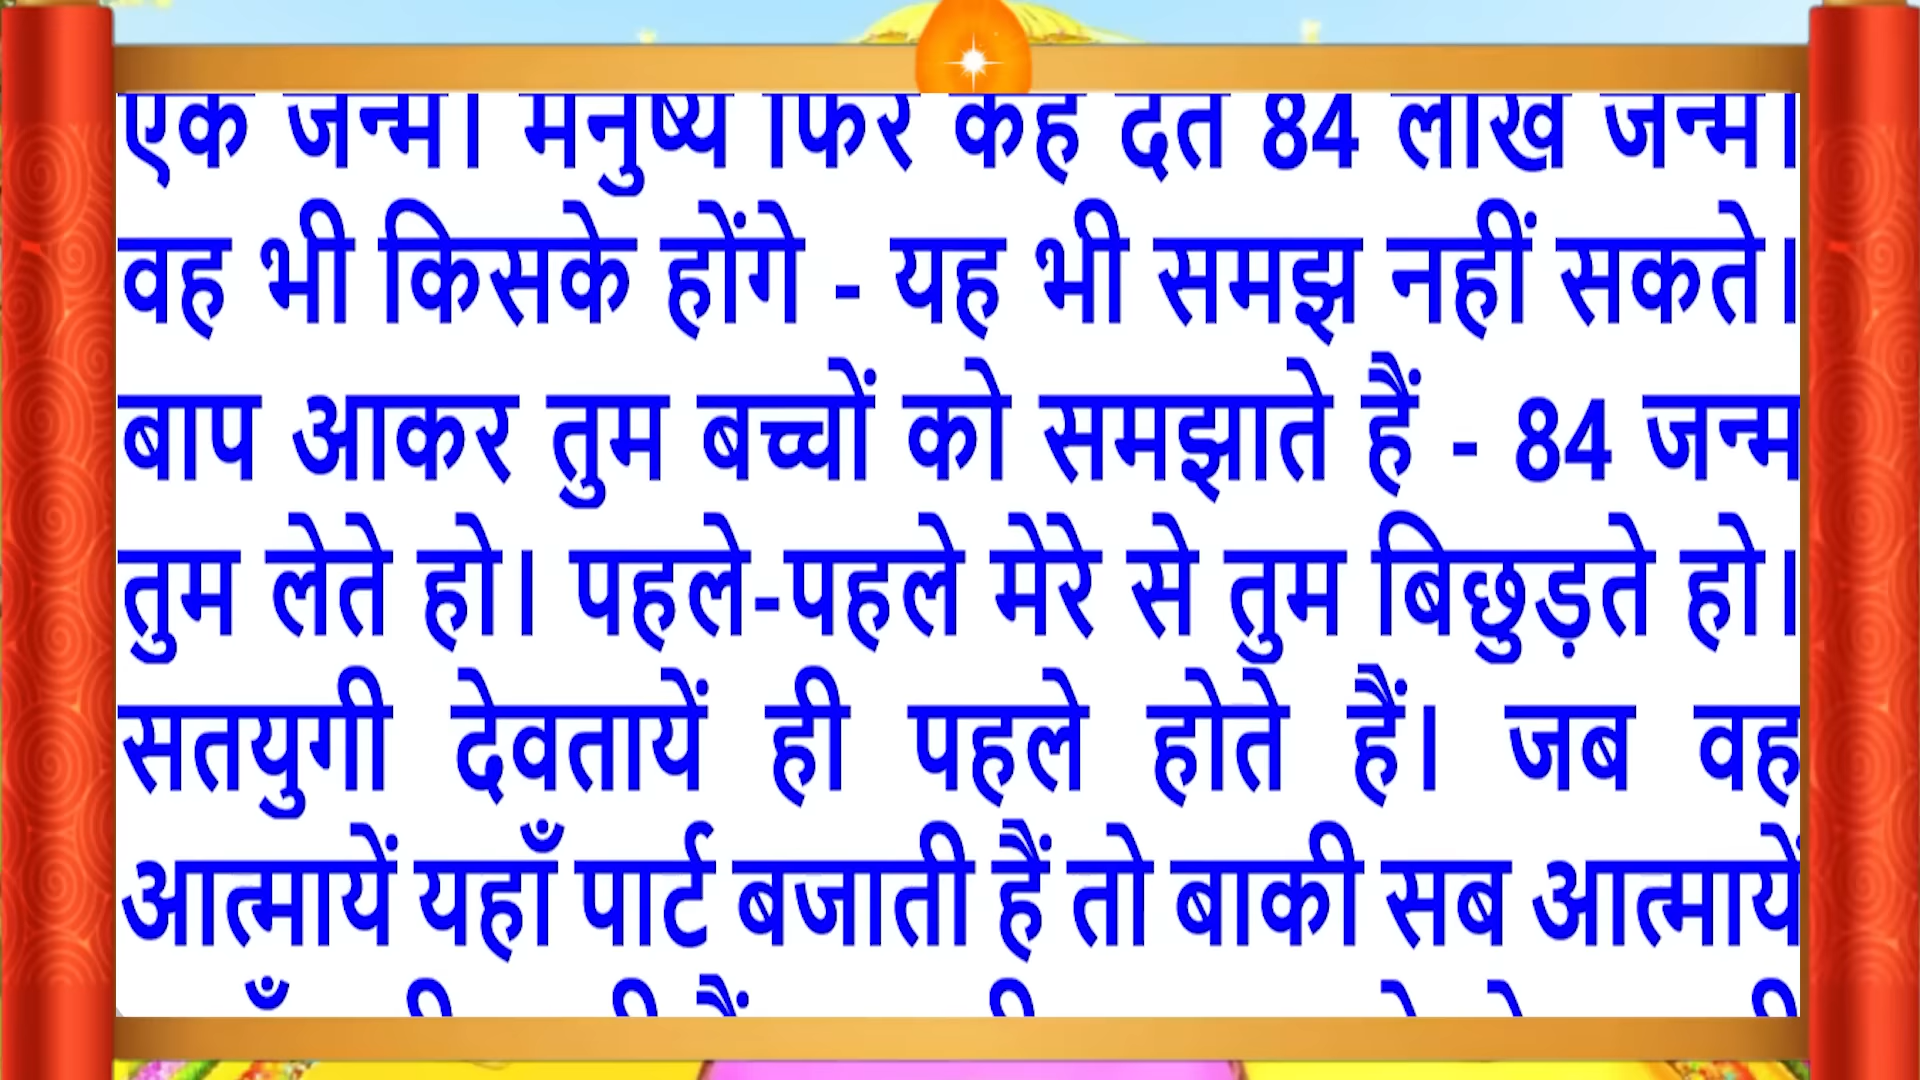 एक जन्म। मनुष्य फिर कह देते 84 लाख जन्म।
वह भी किसके होंगे - यह भी समझ नहीं सकते।
बाप आकर तुम बच्चों को समझाते हैं - 84 जन्म
तुम लेते हो। पहले-पहले मेरे से तुम बिछुड़ते हो।
सतयुगी देवतायें ही पहले होते हैं। जब वह
आत्मायें यहाँ पार्ट बजाती हैं तो बाकी सब आत्मायें